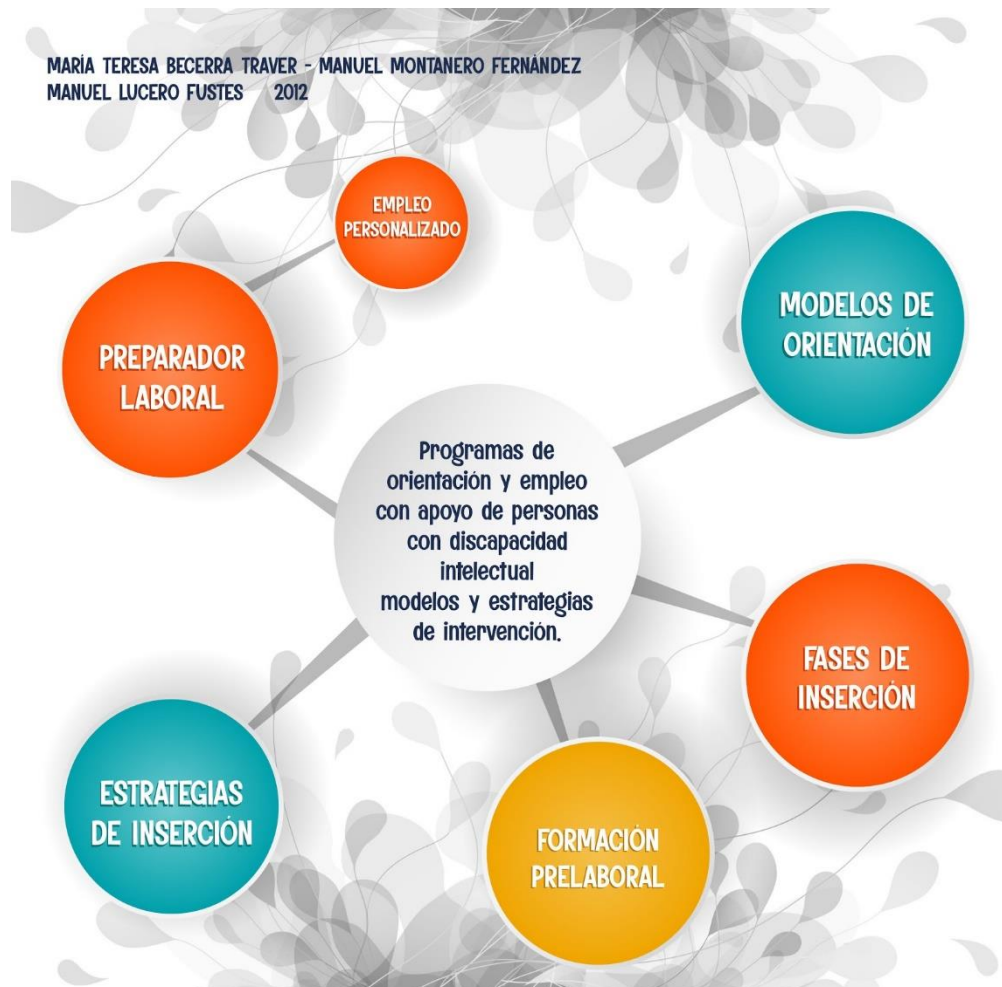 MARÍA TERESA BECERRA TRAVER - MANUEL MONTANERO FERNÁNDEZ
MANUEL LUCERO FUSTES 2012
EMPLEO
PERSONALIZADO
MODELOS DE
ORIENTACIÓN
PREPARADOR
LABORAL
Programas de
orientación y empleo
con apoyo de personas
con discapacidad
intelectual
modelos y estrategias
de intervención.
FASES DE
INSERCIÓN
ESTRATEGIAS
DE INSERCIÓN
FORMACIÓN
PRELABORAL